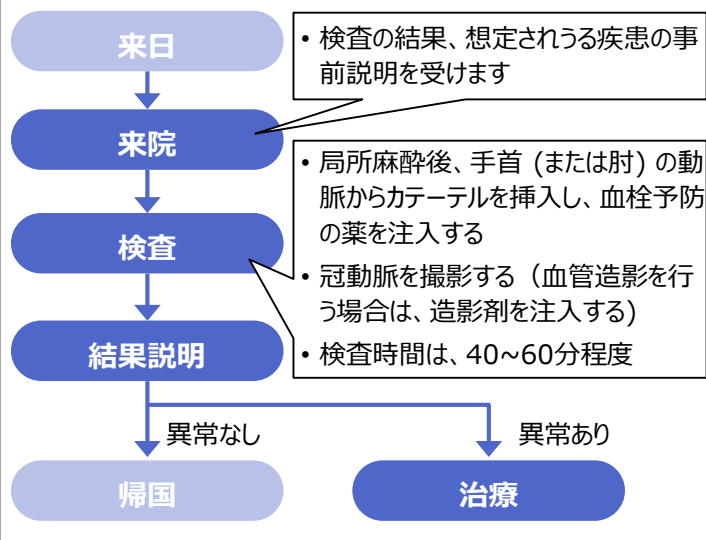 来日
・検査の結果、想定されうる疾患の事
前説明を受けます
来院
・局所麻酔後、手首 (または肘) の動
脈からカテーテルを挿入し、血栓予防
の薬を注入する
検査
・冠動脈を撮影する（血管造影を行
う場合は、造影剤を注入する)
・検査時間は、40~60分程度
結果説明
異常なし
異常あり
帰国
治療